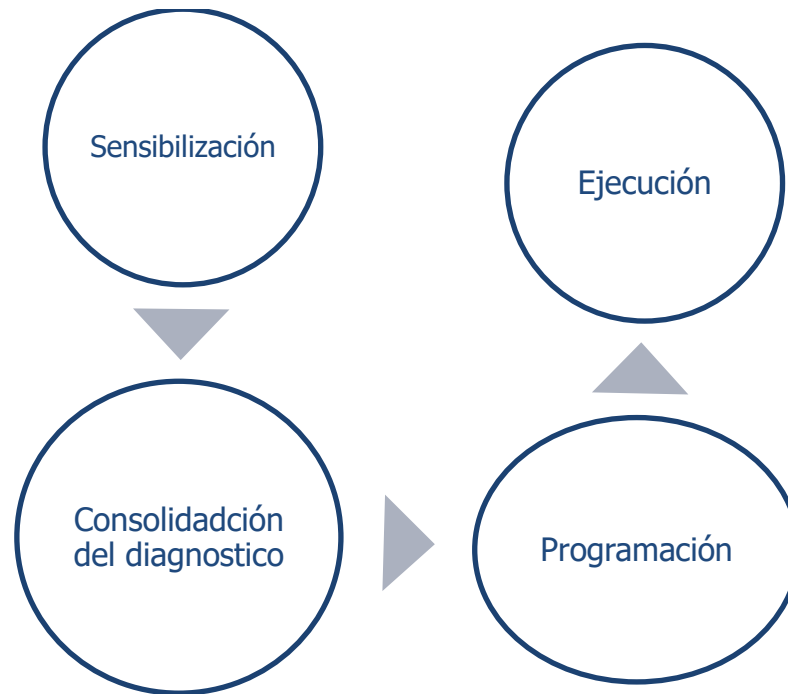 Sensibilización
Consolidadción
del diagnostico
Programación
Ejecución